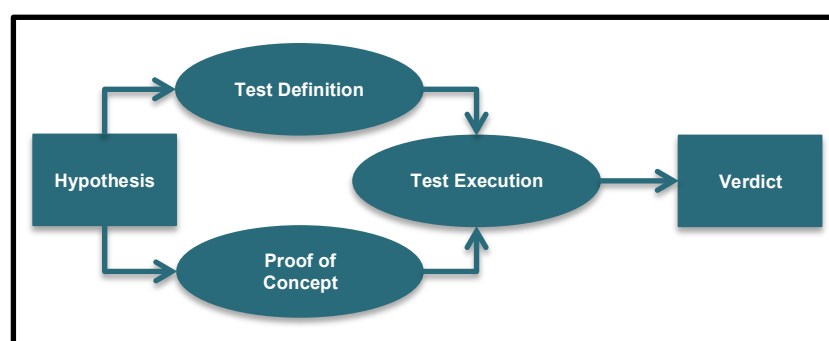 Test Definition
Hypothesis
Test Execution
Verdict
Proof of
Concept